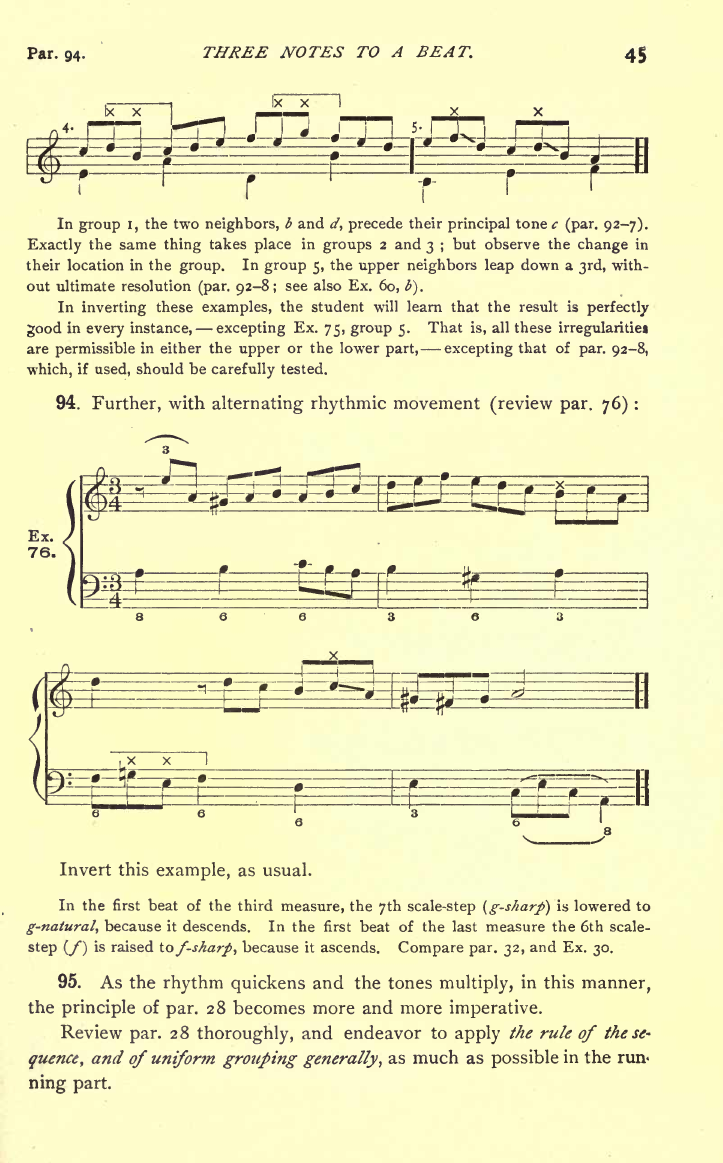 Par. 94. THREE NOTES TO A BEAT. 45
× × × × × ×
4. 5.
In group 1, the two neighbors, b and d, precede their principal tone c (par. 92–7).
Exactly the same thing takes place in groups 2 and 3 ; but observe the change in
their location in the group. In group 5, the upper neighbors leap down a 3rd, with-
out ultimate resolution (par. 92–8 ; see also Ex. 60, b).
In inverting these examples, the student will learn that the result is perfectly
good in every instance, — excepting Ex. 75, group 5. That is, all these irregularities
are permissible in either the upper or the lower part,— excepting that of par. 92–8,
which, if used, should be carefully tested.
94. Further, with alternating rhythmic movement (review par. 76) :
3
3 4 ×
Ex.
76.
3 4
8 6 6 3 6 3
×
× ×
6 6 6 3 6 8
Invert this example, as usual.
In the first beat of the third measure, the 7th scale-step (g-sharp) is lowered to
g-natural, because it descends. In the first beat of the last measure the 6th scale-
step (f) is raised to f-sharp, because it ascends. Compare par. 32, and Ex. 30.
95. As the rhythm quickens and the tones multiply, in this manner,
the principle of par. 28 becomes more and more imperative.
Review par. 28 thoroughly, and endeavor to apply the rule of the se-
quence, and of uniform grouping generally, as much as possible in the run-
ning part.